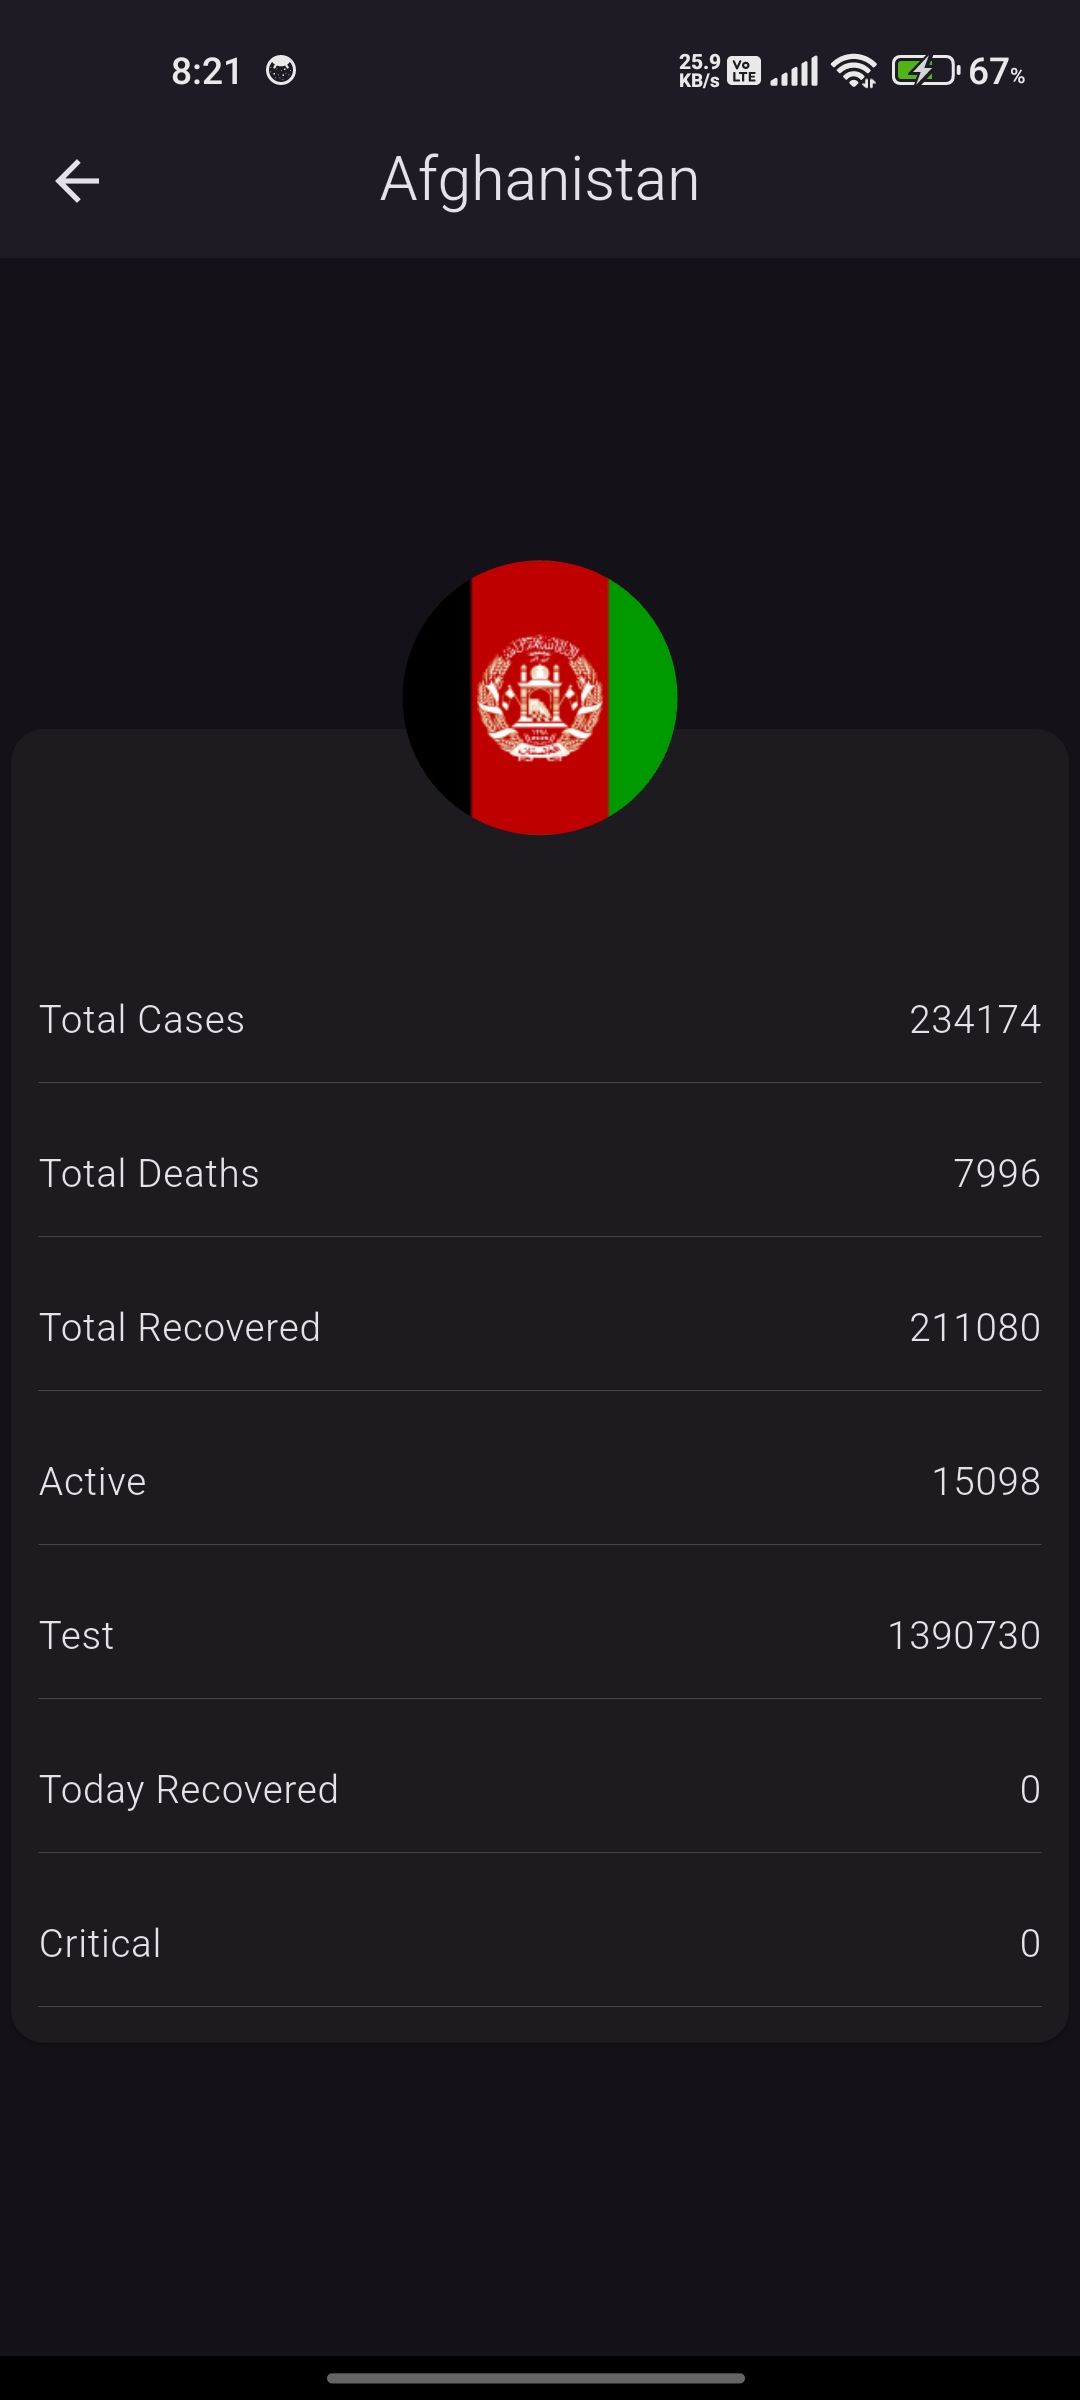 8:21 25.9 KB/s Vo LTE 67%
Afghanistan
Total Cases 234174
Total Deaths 7996
Total Recovered 211080
Active 15098
Test 1390730
Today Recovered 0
Critical 0